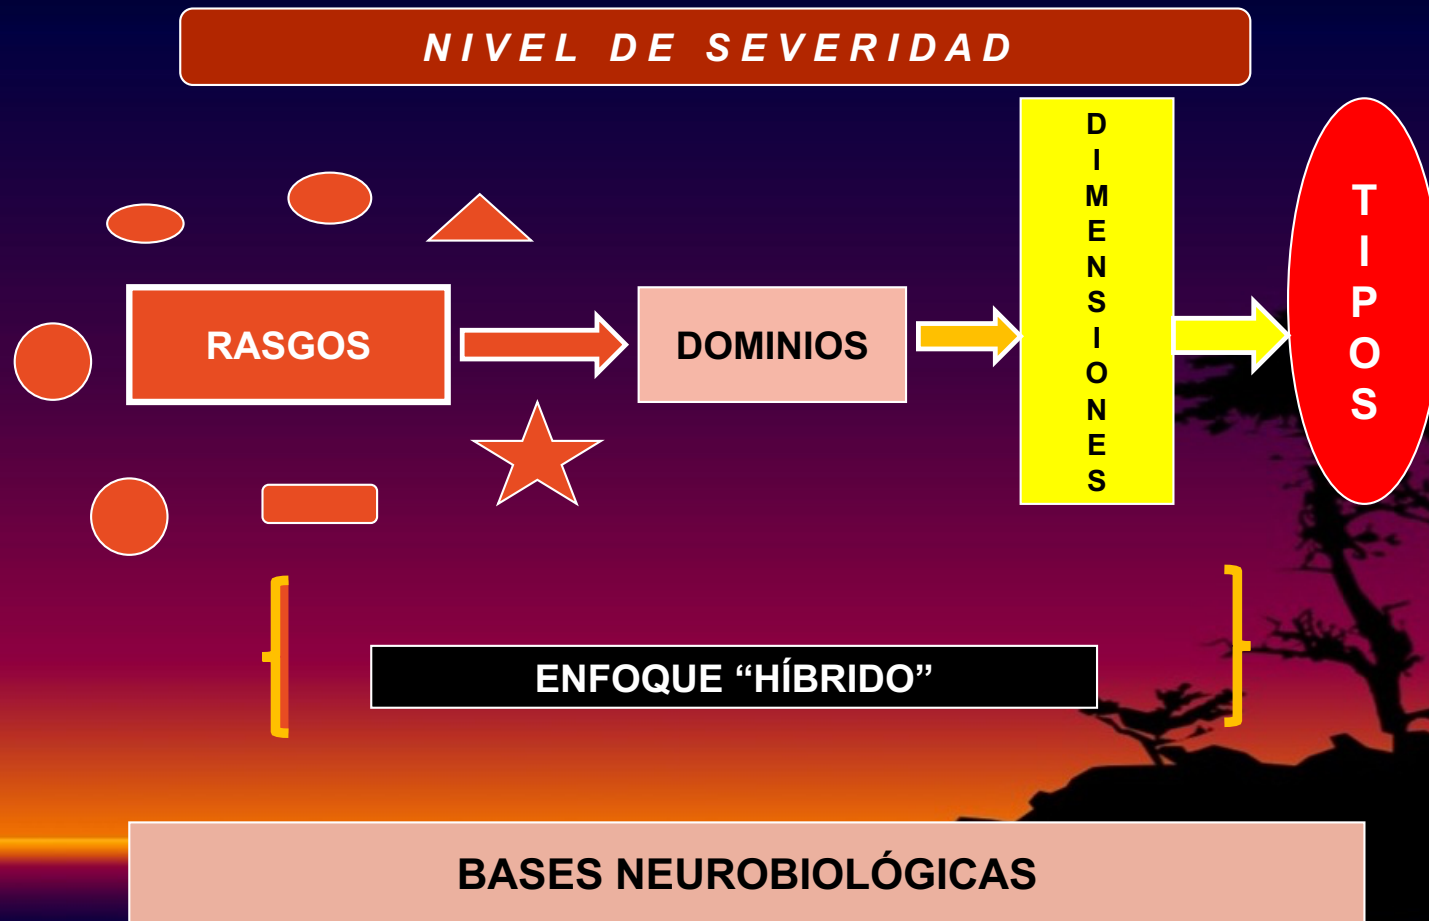 NIVEL DE SEVERIDAD
RASGOS
DOMINIOS
DIMENSIONES
TIPOS
ENFOQUE “HÍBRIDO”
BASES NEUROBIOLÓGICAS